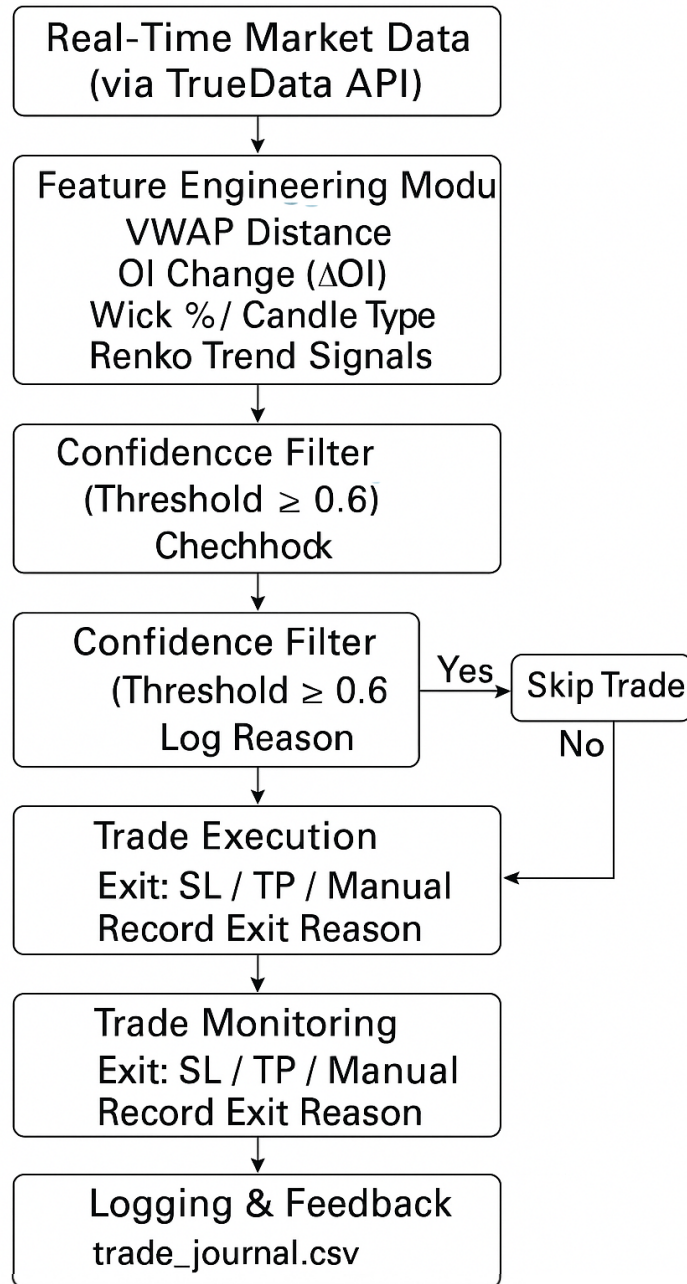 Real-Time Market Data
(via TrueData API)
Feature Engineering Modu
VWAP Distance
OI Change (ΔOI)
Wick %/ Candle Type
Renko Trend Signals
Confidencce Filter
(Threshold ≥ 0.6)
Chechhock
Confidence Filter
(Threshold ≥ 0.6
Log Reason
Yes
Skip Trade
No
Trade Execution
Exit: SL / TP / Manual
Record Exit Reason
Trade Monitoring
Exit: SL / TP / Manual
Record Exit Reason
Logging & Feedback
trade_journal.csv